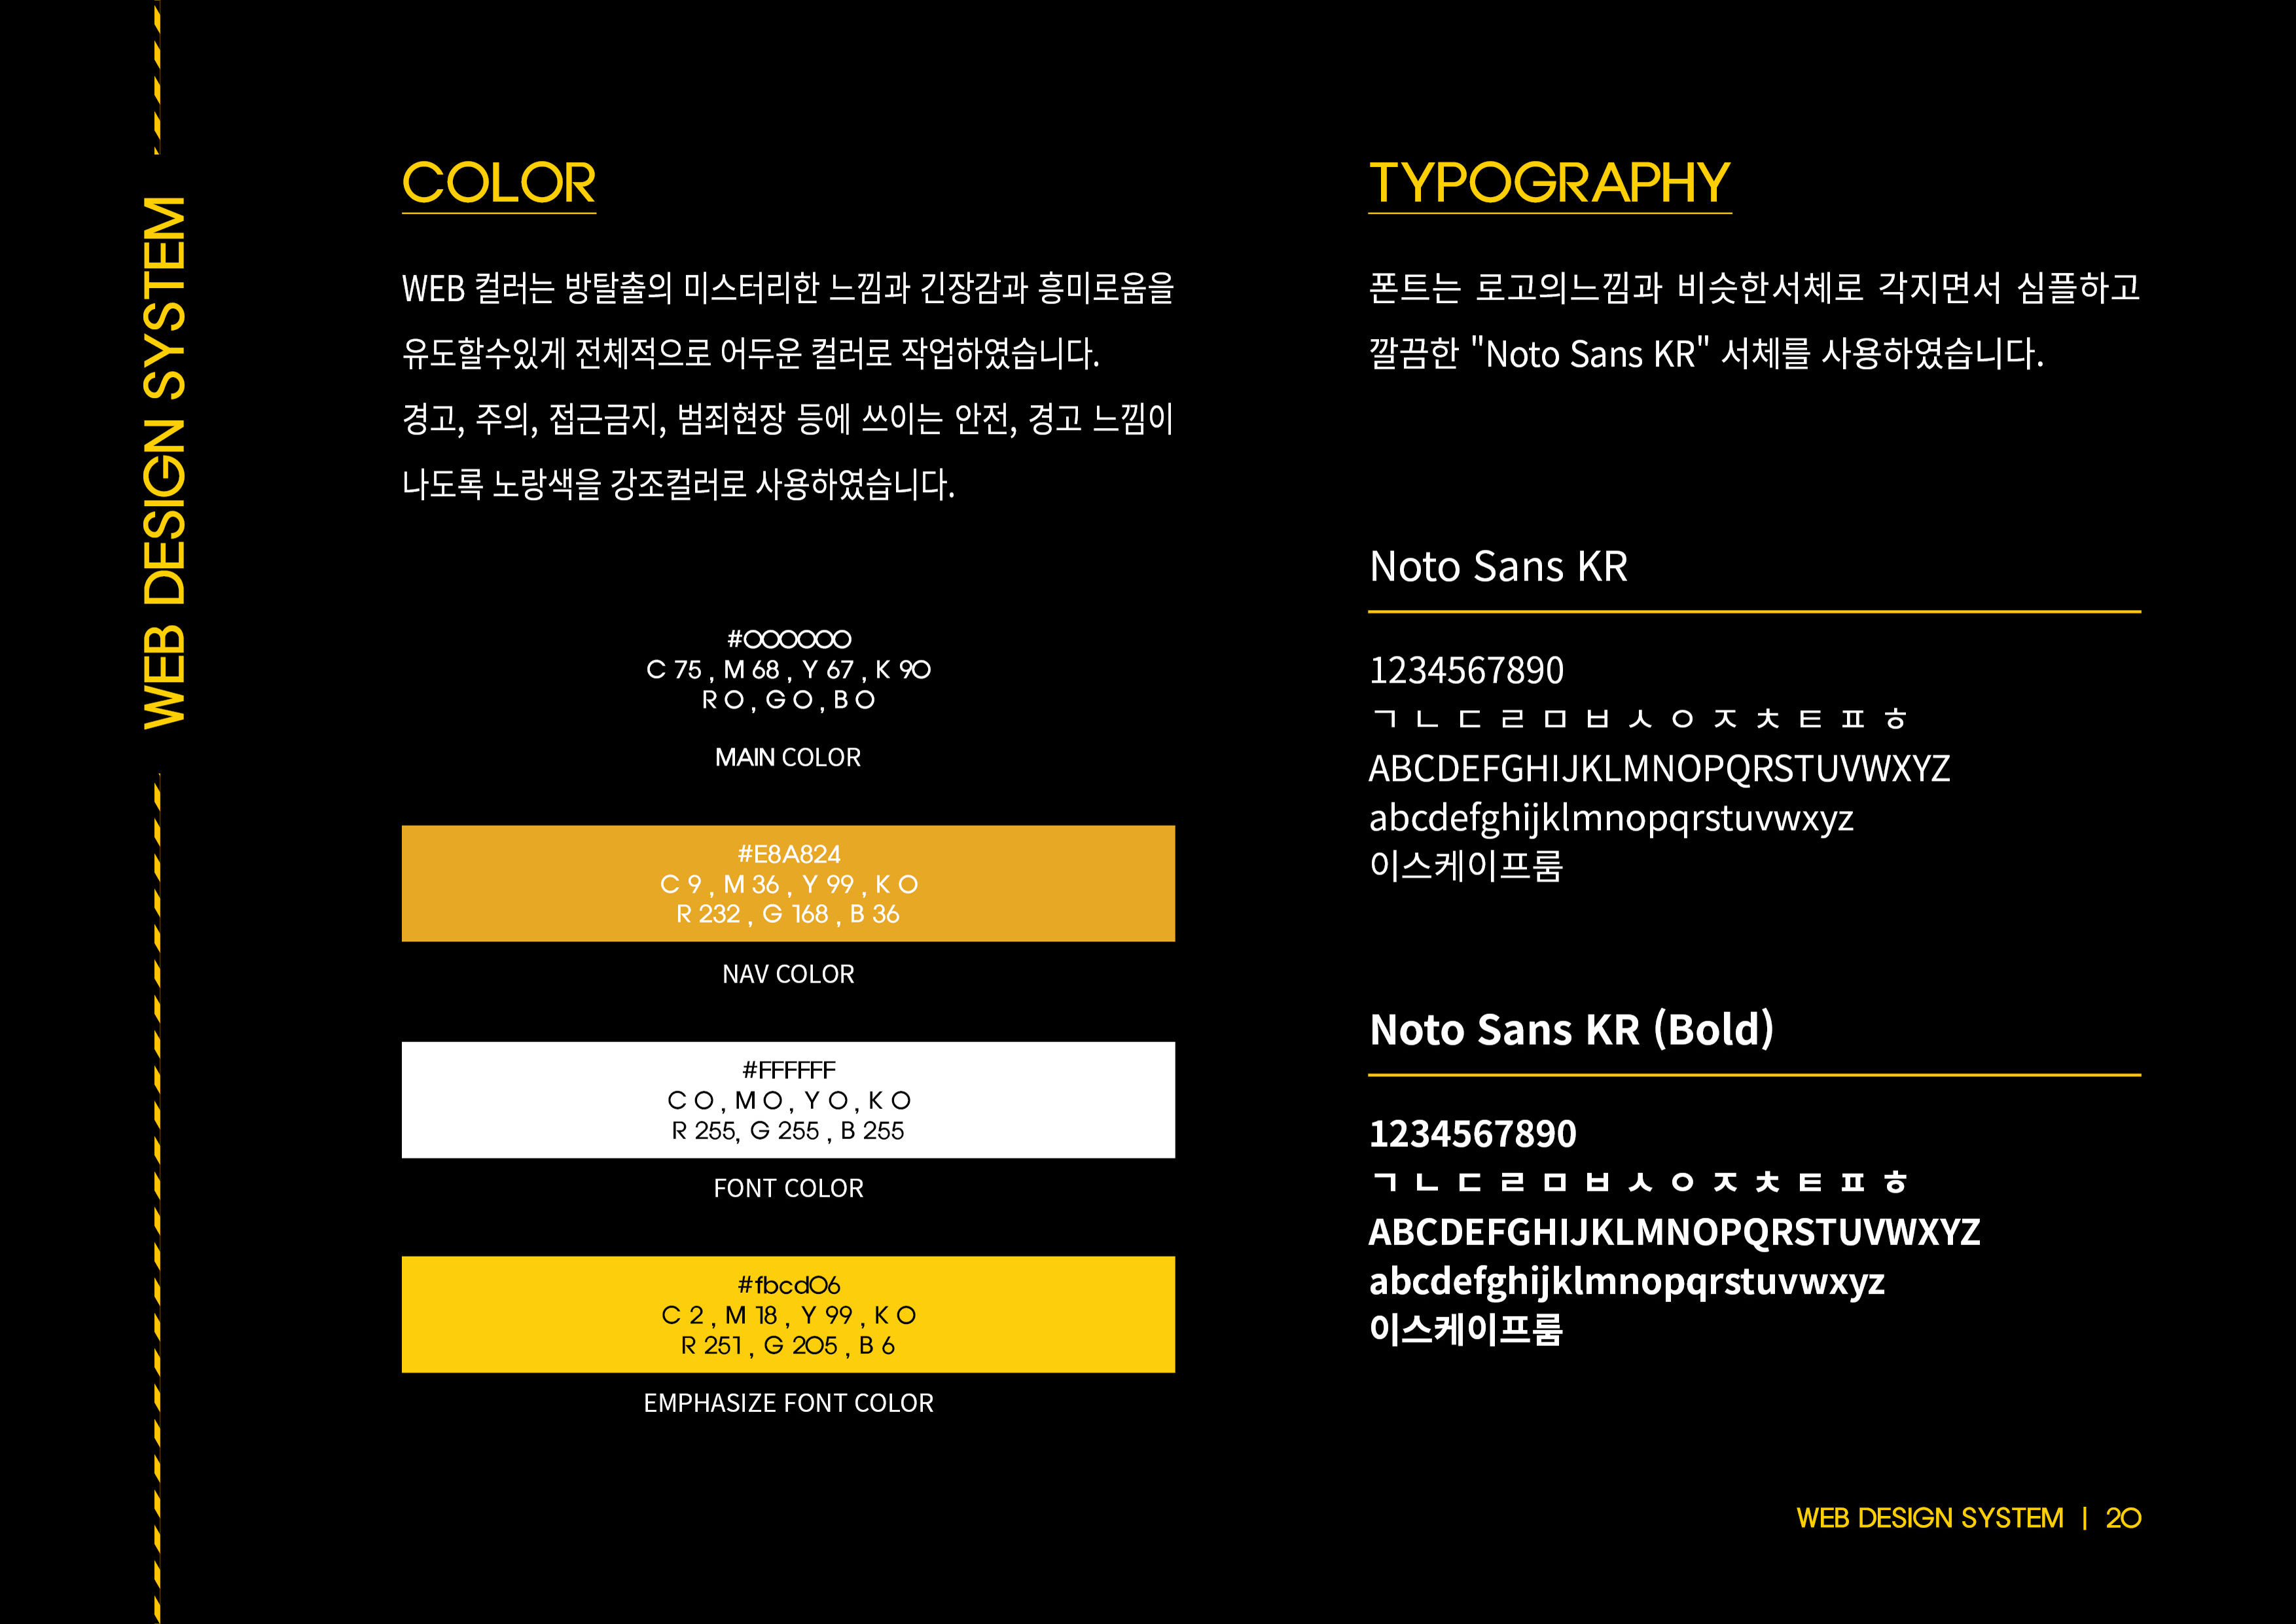 WEB DESIGN SYSTEM
COLOR
WEB 컬러는 방탈출의 미스터리한 느낌과 긴장감과 흥미로움을
유도할수있게 전체적으로 어두운 컬러로 작업하였습니다.
경고, 주의, 접근금지, 범죄현장 등에 쓰이는 안전, 경고 느낌이
나도록 노랑색을 강조컬러로 사용하였습니다.
#000000
C 75 , M 68 , Y 67 , K 90
R 0 , G 0 , B 0
MAIN COLOR
#E8A824
C 9 , M 36 , Y 99 , K 0
R 232 , G 168 , B 36
NAV COLOR
#FFFFFF
C 0 , M 0 , Y 0 , K 0
R 255, G 255 , B 255
FONT COLOR
#fbcd06
C 2 , M 18 , Y 99 , K 0
R 251 , G 205 , B 6
EMPHASIZE FONT COLOR
TYPOGRAPHY
폰트는 로고의느낌과 비슷한서체로 각지면서 심플하고
깔끔한 "Noto Sans KR" 서체를 사용하였습니다.
Noto Sans KR
1234567890
ㄱ ㄴ ㄷ ㄹ ㅁ ㅂ ㅅ ㅇ ㅈ ㅊ ㅌ ㅍ ㅎ
ABCDEFGHIJKLMNOPQRSTUVWXYZ
abcdefghijklmnopqrstuvwxyz
이스케이프룸
Noto Sans KR (Bold)
1234567890
ㄱ ㄴ ㄷ ㄹ ㅁ ㅂ ㅅ ㅇ ㅈ ㅊ ㅌ ㅍ ㅎ
ABCDEFGHIJKLMNOPQRSTUVWXYZ
abcdefghijklmnopqrstuvwxyz
이스케이프룸
WEB DESIGN SYSTEM | 20